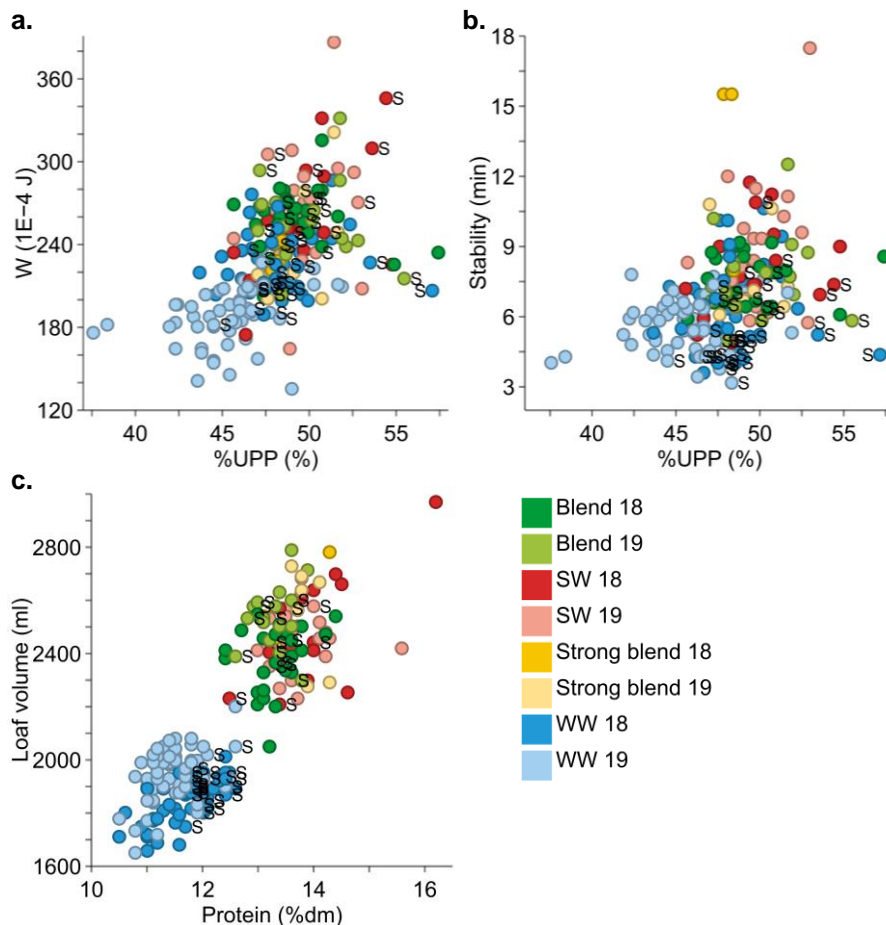 a.
W (1E−4 J)
360
300
240
180
120
40 45 50 55
%UPP (%)
S
b.
Stability (min)
18
15
12
9
6
3
40 45 50 55
%UPP (%)
S
c.
Loaf volume (ml)
2800
2400
2000
1600
10 12 14 16
Protein (%dm)
S
Blend 18
Blend 19
SW 18
SW 19
Strong blend 18
Strong blend 19
WW 18
WW 19